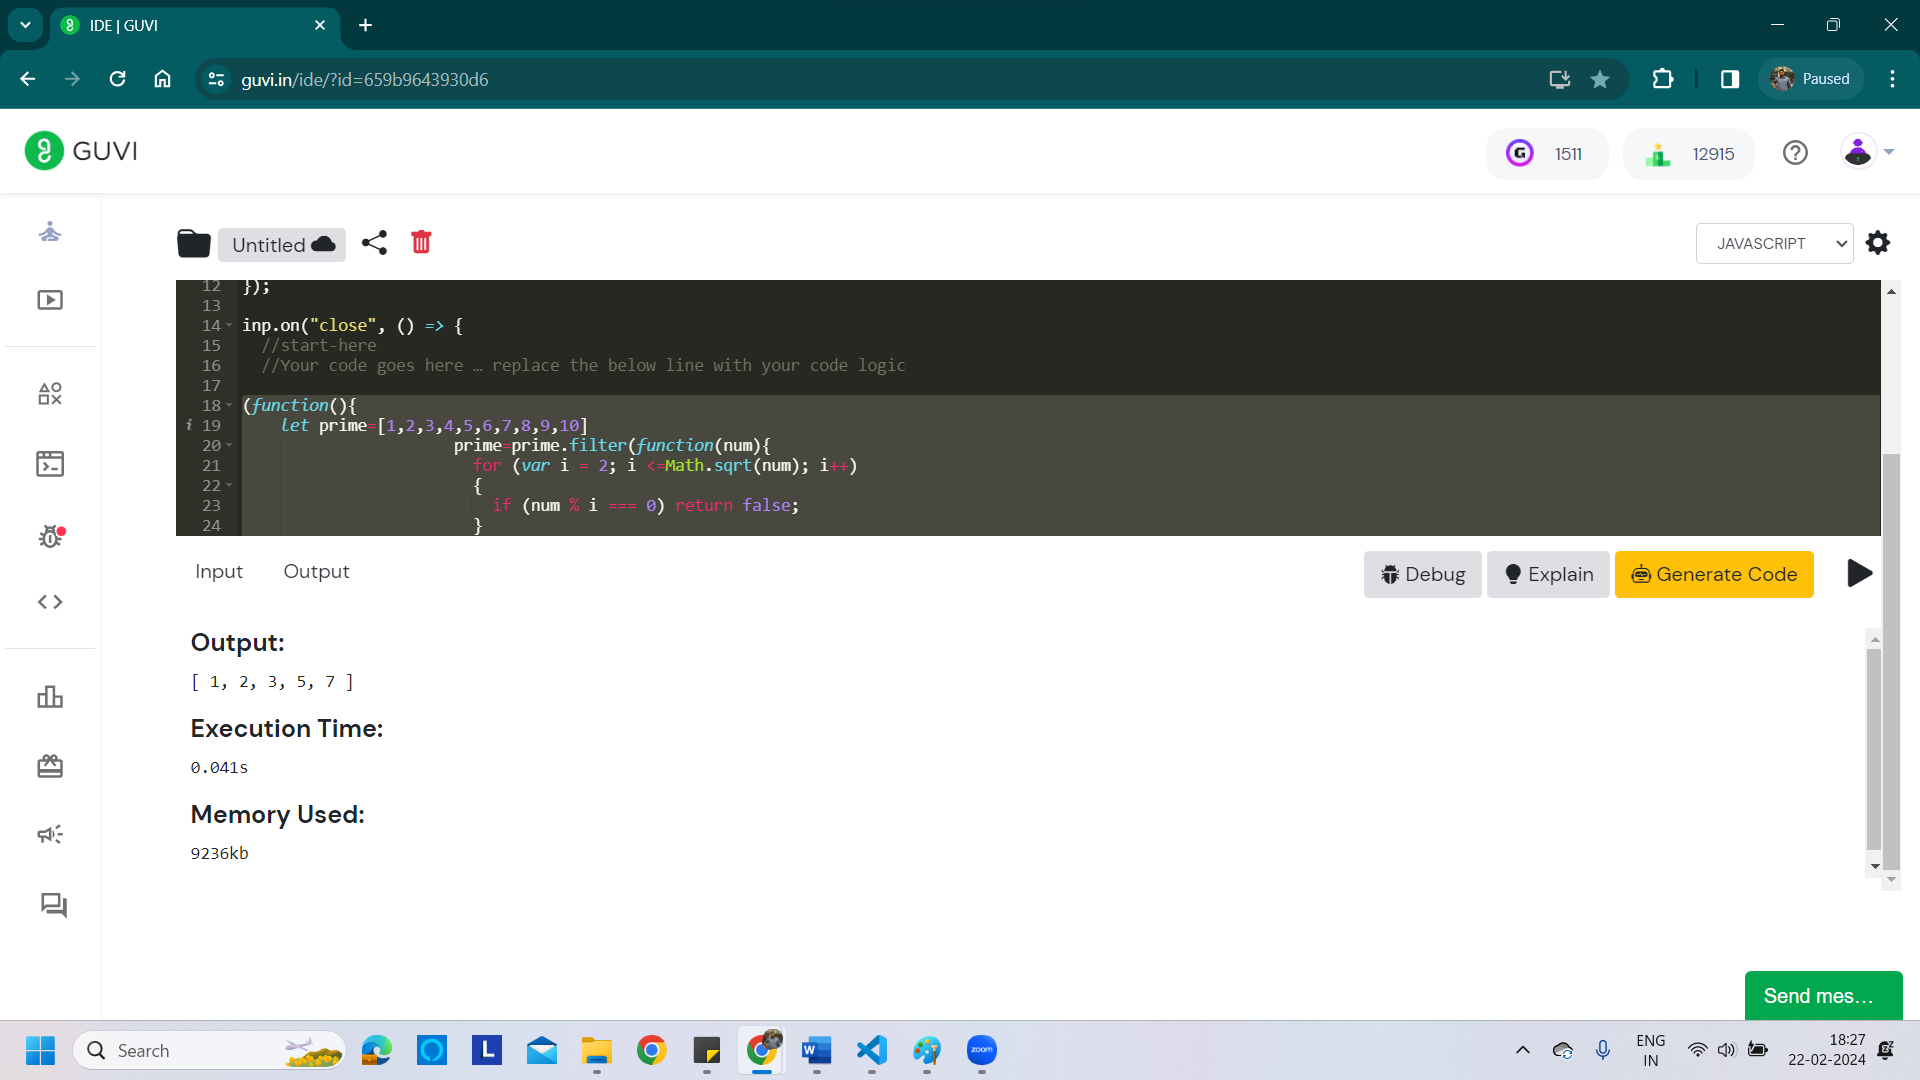 IDE | GUVI
guvi.in/ide/?id=659b9643930d6
Paused
GUVI
G 1511
12915
Untitled
JAVASCRIPT
12 });
13
14 inp.on("close", () => {
15 //start-here
16 //Your code goes here … replace the below line with your code logic
17
18 (function(){
i 19 let prime=[1,2,3,4,5,6,7,8,9,10]
20 prime=prime.filter(function(num){
21 for (var i = 2; i <=Math.sqrt(num); i++)
22 {
23 if (num % i === 0) return false;
24 }
Input Output
Debug Explain Generate Code
Output:
[ 1, 2, 3, 5, 7 ]
Execution Time:
0.041s
Memory Used:
9236kb
Send mes…
Search
L
W
zoom
ENG
IN
18:27
22-02-2024